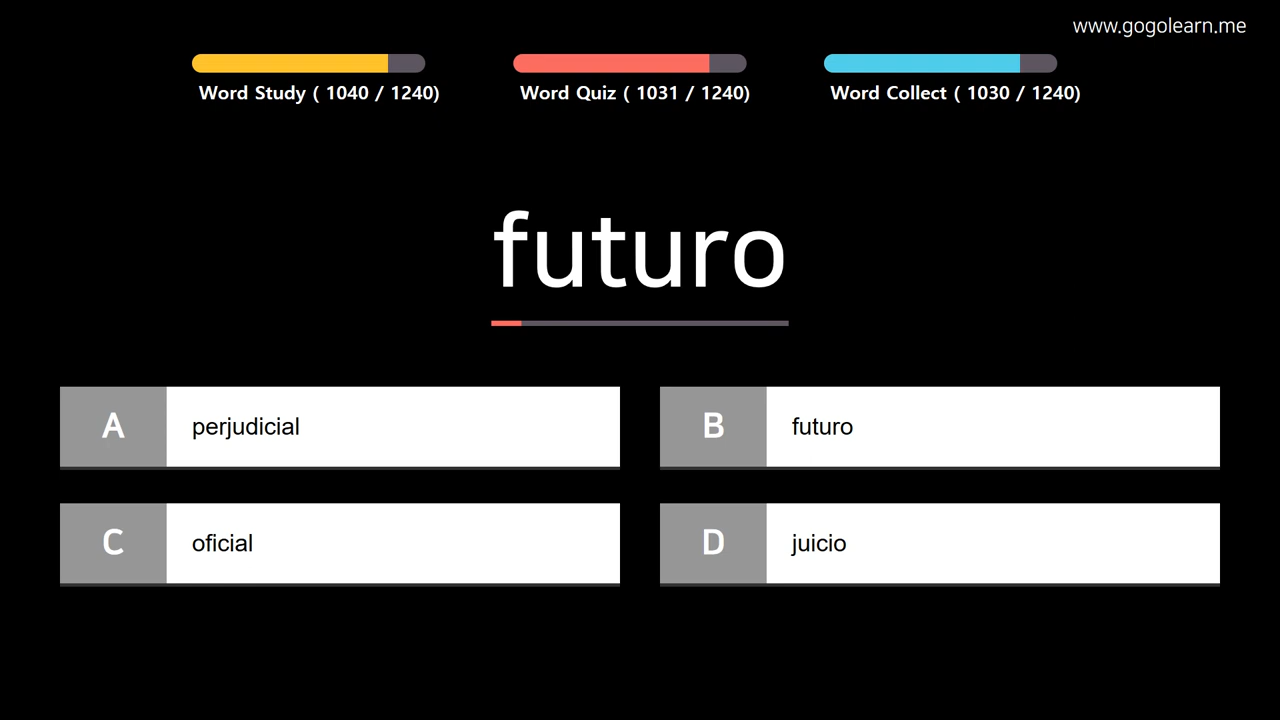 www.gogolearn.me
Word Study ( 1040 / 1240)
Word Quiz ( 1031 / 1240)
Word Collect ( 1030 / 1240)
futuro
A perjudicial
B futuro
C oficial
D juicio